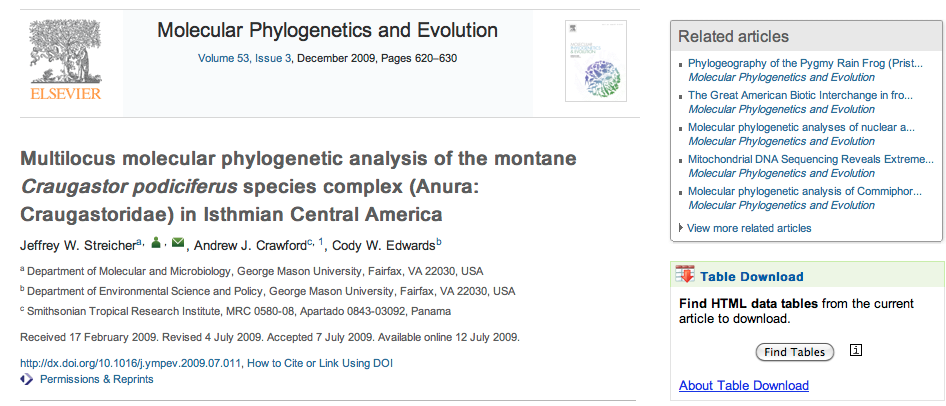 ELSEVIER
Molecular Phylogenetics and Evolution
Volume 53, Issue 3, December 2009, Pages 620–630
Multilocus molecular phylogenetic analysis of the montane
Craugastor podiciferus species complex (Anura:
Craugastoridae) in Isthmian Central America
Jeffrey W. Streichera, , , Andrew J. Crawfordc, 1, Cody W. Edwardsb
a Department of Molecular and Microbiology, George Mason University, Fairfax, VA 22030, USA
b Department of Environmental Science and Policy, George Mason University, Fairfax, VA 22030, USA
c Smithsonian Tropical Research Institute, MRC 0580-08, Apartado 0843-03092, Panama
Received 17 February 2009. Revised 4 July 2009. Accepted 7 July 2009. Available online 12 July 2009.
http://dx.doi.org/10.1016/j.ympev.2009.07.011, How to Cite or Link Using DOI
Permissions & Reprints
Related articles
Phylogeography of the Pygmy Rain Frog (Prist...
Molecular Phylogenetics and Evolution
The Great American Biotic Interchange in fro...
Molecular Phylogenetics and Evolution
Molecular phylogenetic analyses of nuclear a...
Molecular Phylogenetics and Evolution
Mitochondrial DNA Sequencing Reveals Extreme...
Molecular Phylogenetics and Evolution
Molecular phylogenetic analysis of Commiphor...
Molecular Phylogenetics and Evolution
View more related articles
Table Download
Find HTML data tables from the current
article to download.
Find Tables i
About Table Download